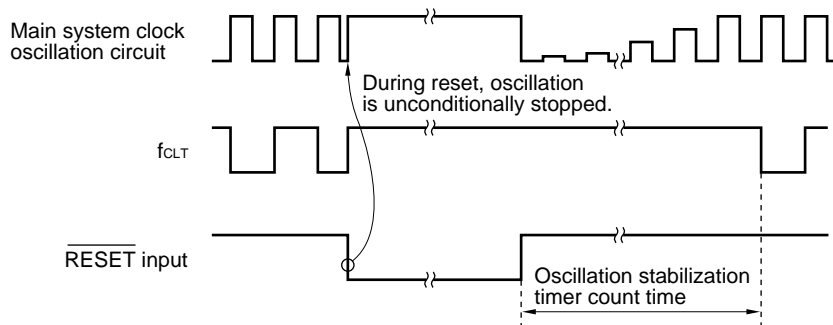 Main system clock
oscillation circuit
During reset, oscillation
is unconditionally stopped.
fCLT
RESET input
Oscillation stabilization
timer count time